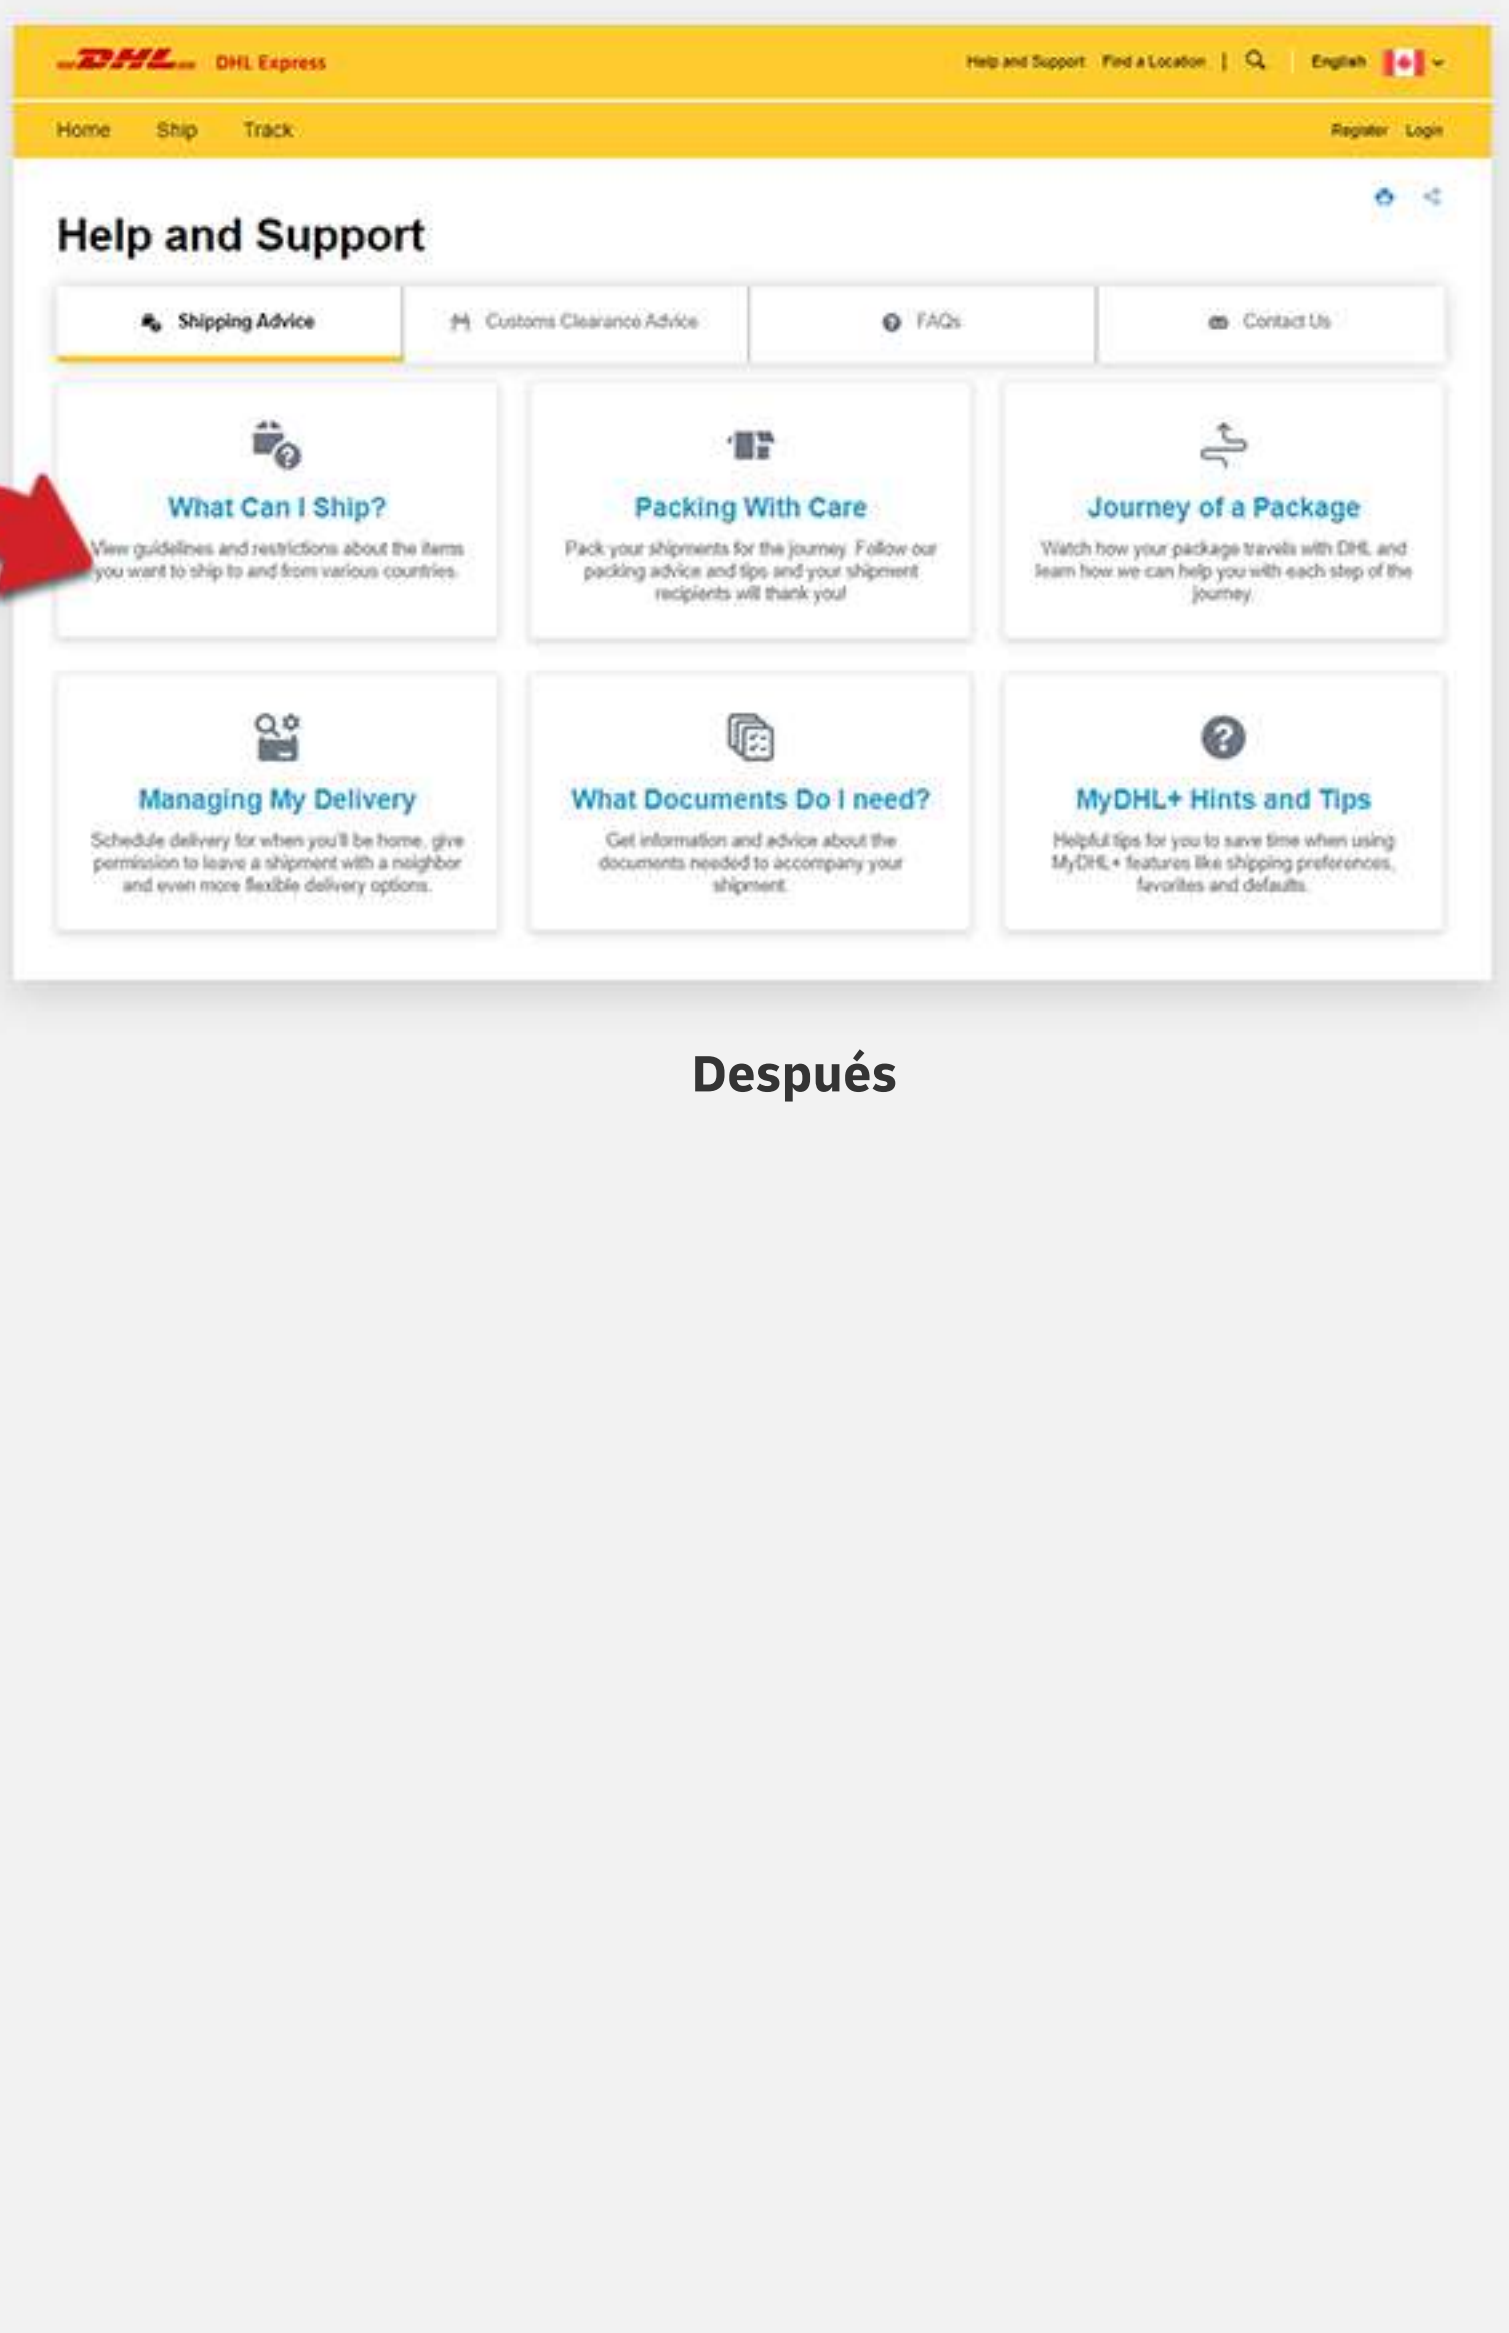 DHL DHL Express Help and Support Find a Location | English
Home Ship Track Register Login
Help and Support
Shipping Advice Customs Clearance Advice FAQs Contact Us
What Can I Ship?
View guidelines and restrictions about the items
you want to ship to and from various countries.
Packing With Care
Pack your shipments for the journey. Follow our
packing advice and tips and your shipment
recipients will thank you!
Journey of a Package
Watch how your package travels with DHL and
learn how we can help you with each step of the
journey.
Managing My Delivery
Schedule delivery for when you'll be home, give
permission to leave a shipment with a neighbor
and even more flexible delivery options.
What Documents Do I need?
Get information and advice about the
documents needed to accompany your
shipment.
MyDHL+ Hints and Tips
Helpful tips for you to save time when using
MyDHL+ features like shipping preferences,
favorites and defaults.
Después